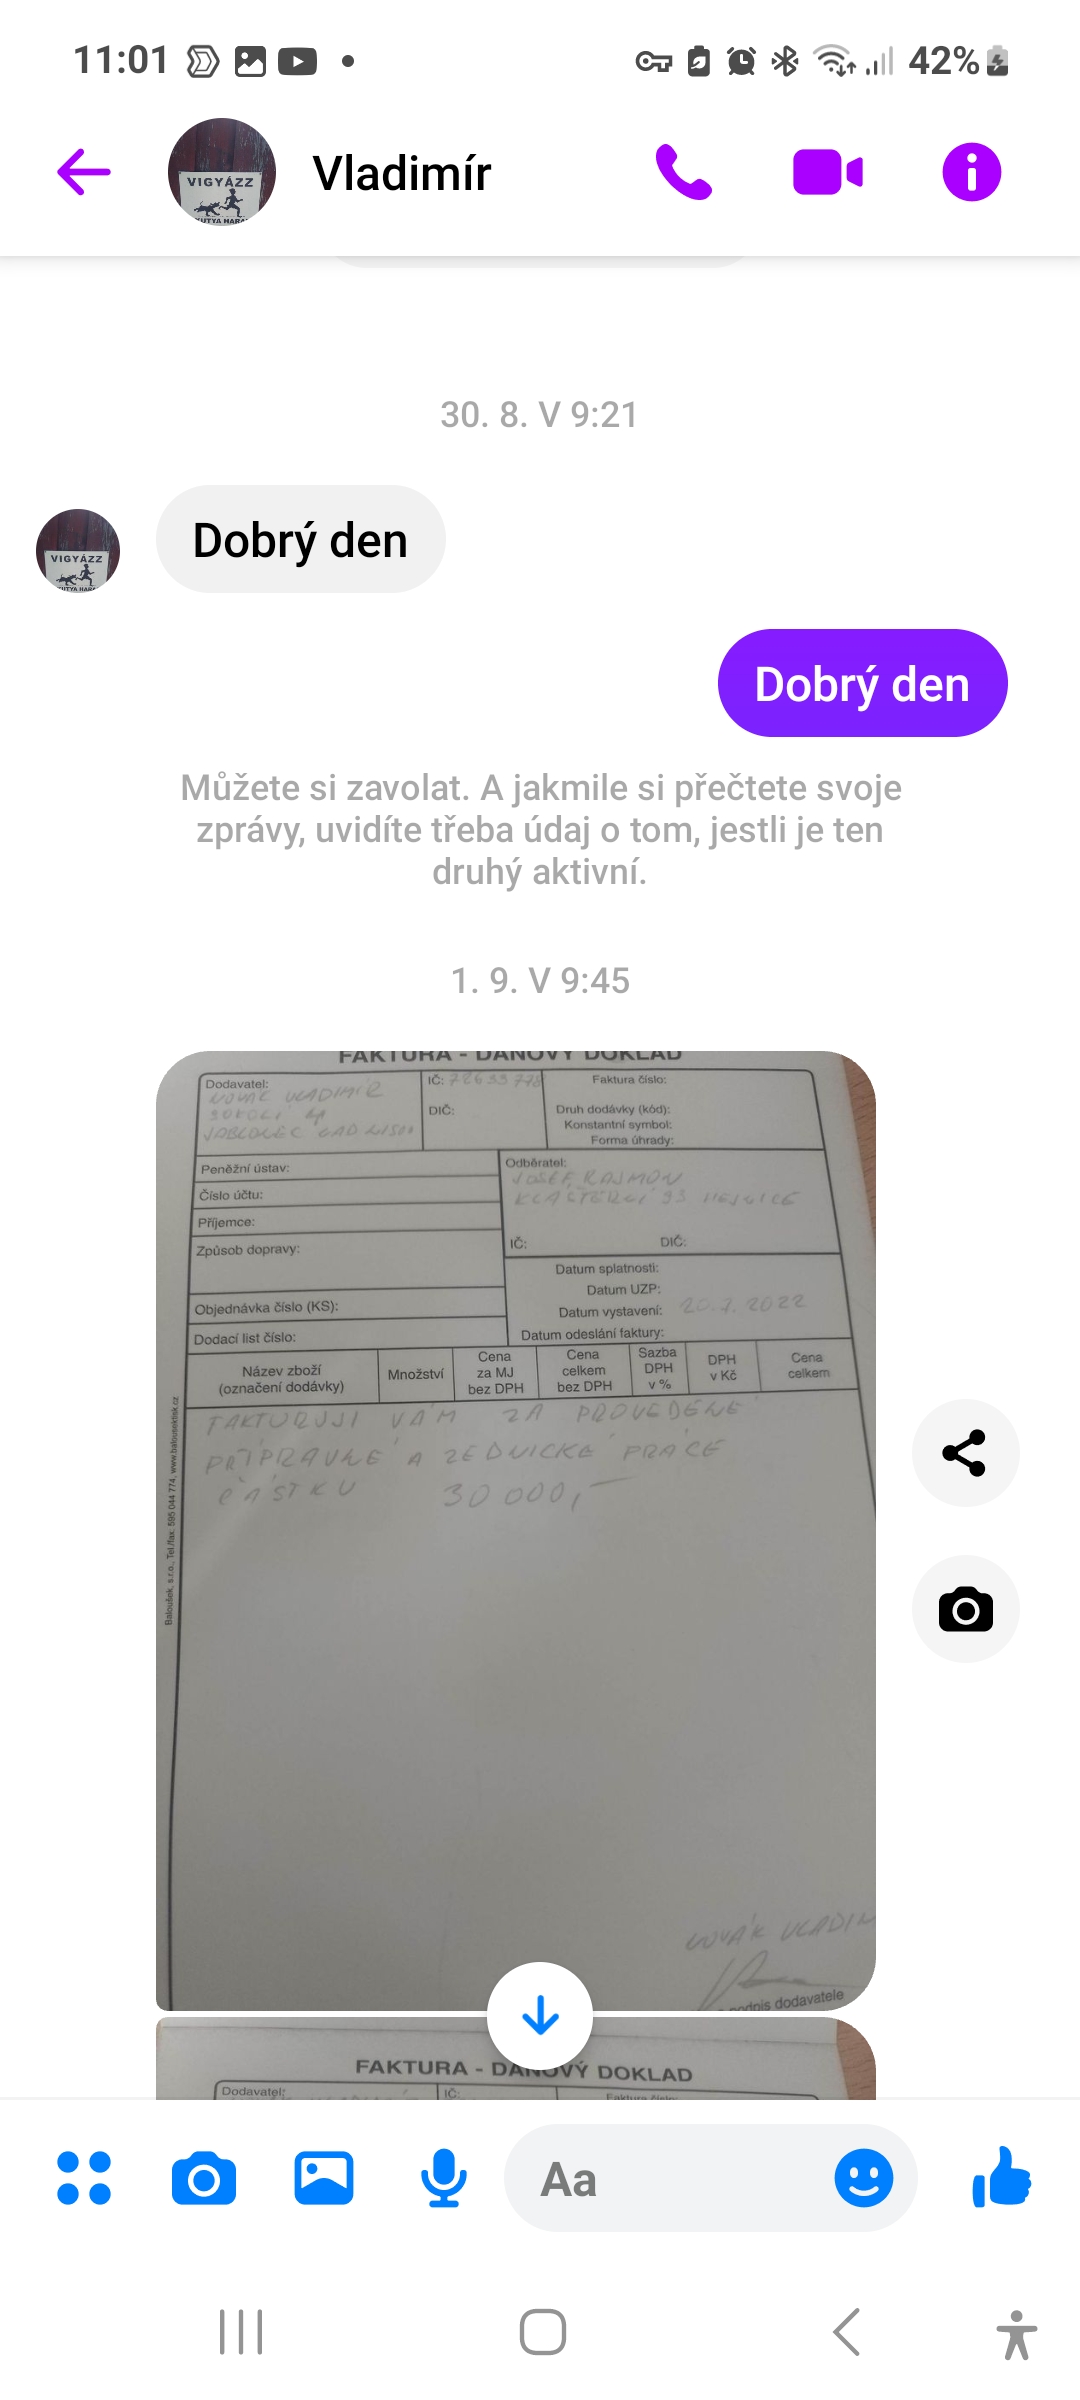 11:01
42%
VIGYÁZZ
KUTYA HARAP
Vladimír
30. 8. V 9:21
VIGYÁZZ
Dobrý den
Dobrý den
Můžete si zavolat. A jakmile si přečtete svoje
zprávy, uvidíte třeba údaj o tom, jestli je ten
druhý aktivní.
1. 9. V 9:45
FAKTURA - DAŇOVÝ DOKLAD
Dodavatel:
NOVÁK VLADIMÍR
JABLONEC NAD NISOU
IČ: 72633778
DIČ:
Faktura číslo:
Druh dodávky (kód):
Konstantní symbol:
Forma úhrady:
Peněžní ústav:
Číslo účtu:
Příjemce:
Způsob dopravy:
Objednávka číslo (KS):
Dodací list číslo:
Odběratel:
JOSEF RAJMON
KLÁŠTERNÍ 93 HEJNICE
IČ: DIČ:
Datum splatnosti:
Datum UZP:
Datum vystavení: 20.7.2022
Datum odeslání faktury:
Název zboží
(označení dodávky)
Množství
Cena
za MJ
bez DPH
Cena
celkem
bez DPH
Sazba
DPH
v %
DPH
v Kč
Cena
celkem
FAKTURUJI VÁM ZA PROVEDENÉ
PŘÍPRAVNÉ A ZEDNICKÉ PRÁCE
ČÁSTKU 30 000,-
Baloušek, s.r.o., Tel./fax: 595 044 774, www.balousektisk.cz
NOVÁK VLADIM
podpis dodavatele
FAKTURA - DAŇOVÝ DOKLAD
Dodavatel:
IČ:
Faktura číslo:
Aa